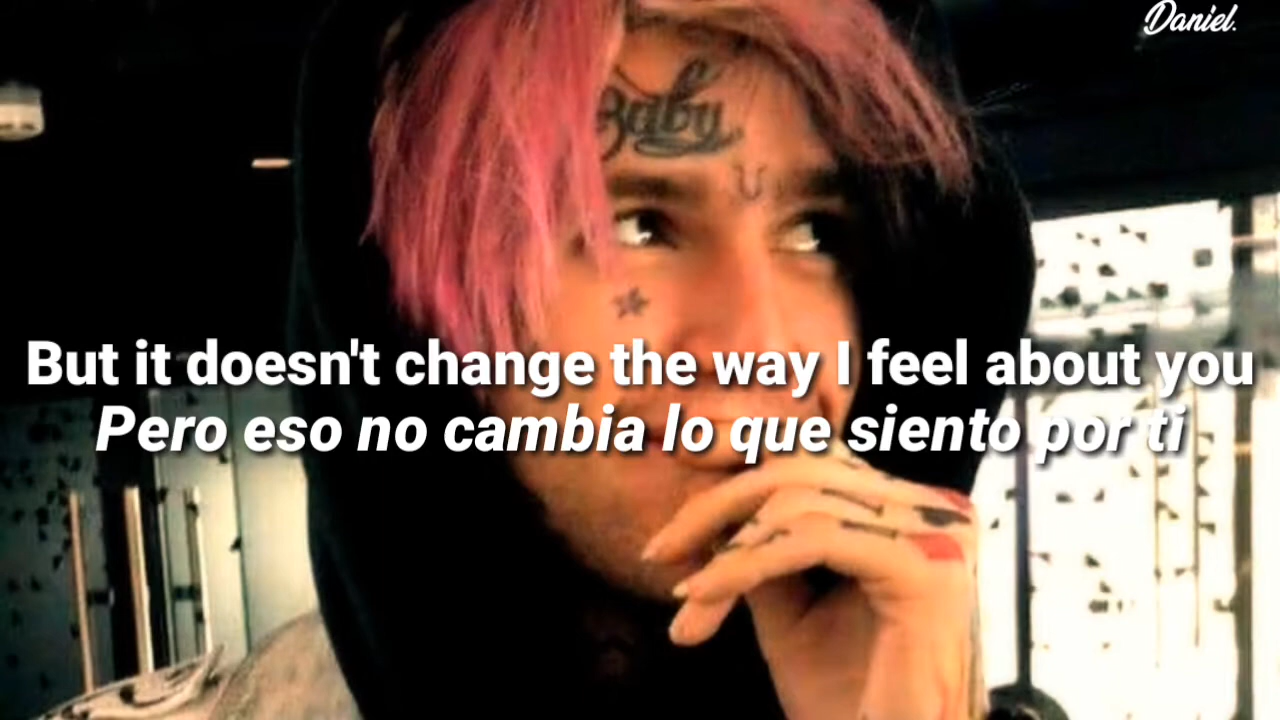 Daniel.
Baby
But it doesn't change the way I feel about you
Pero eso no cambia lo que siento por ti